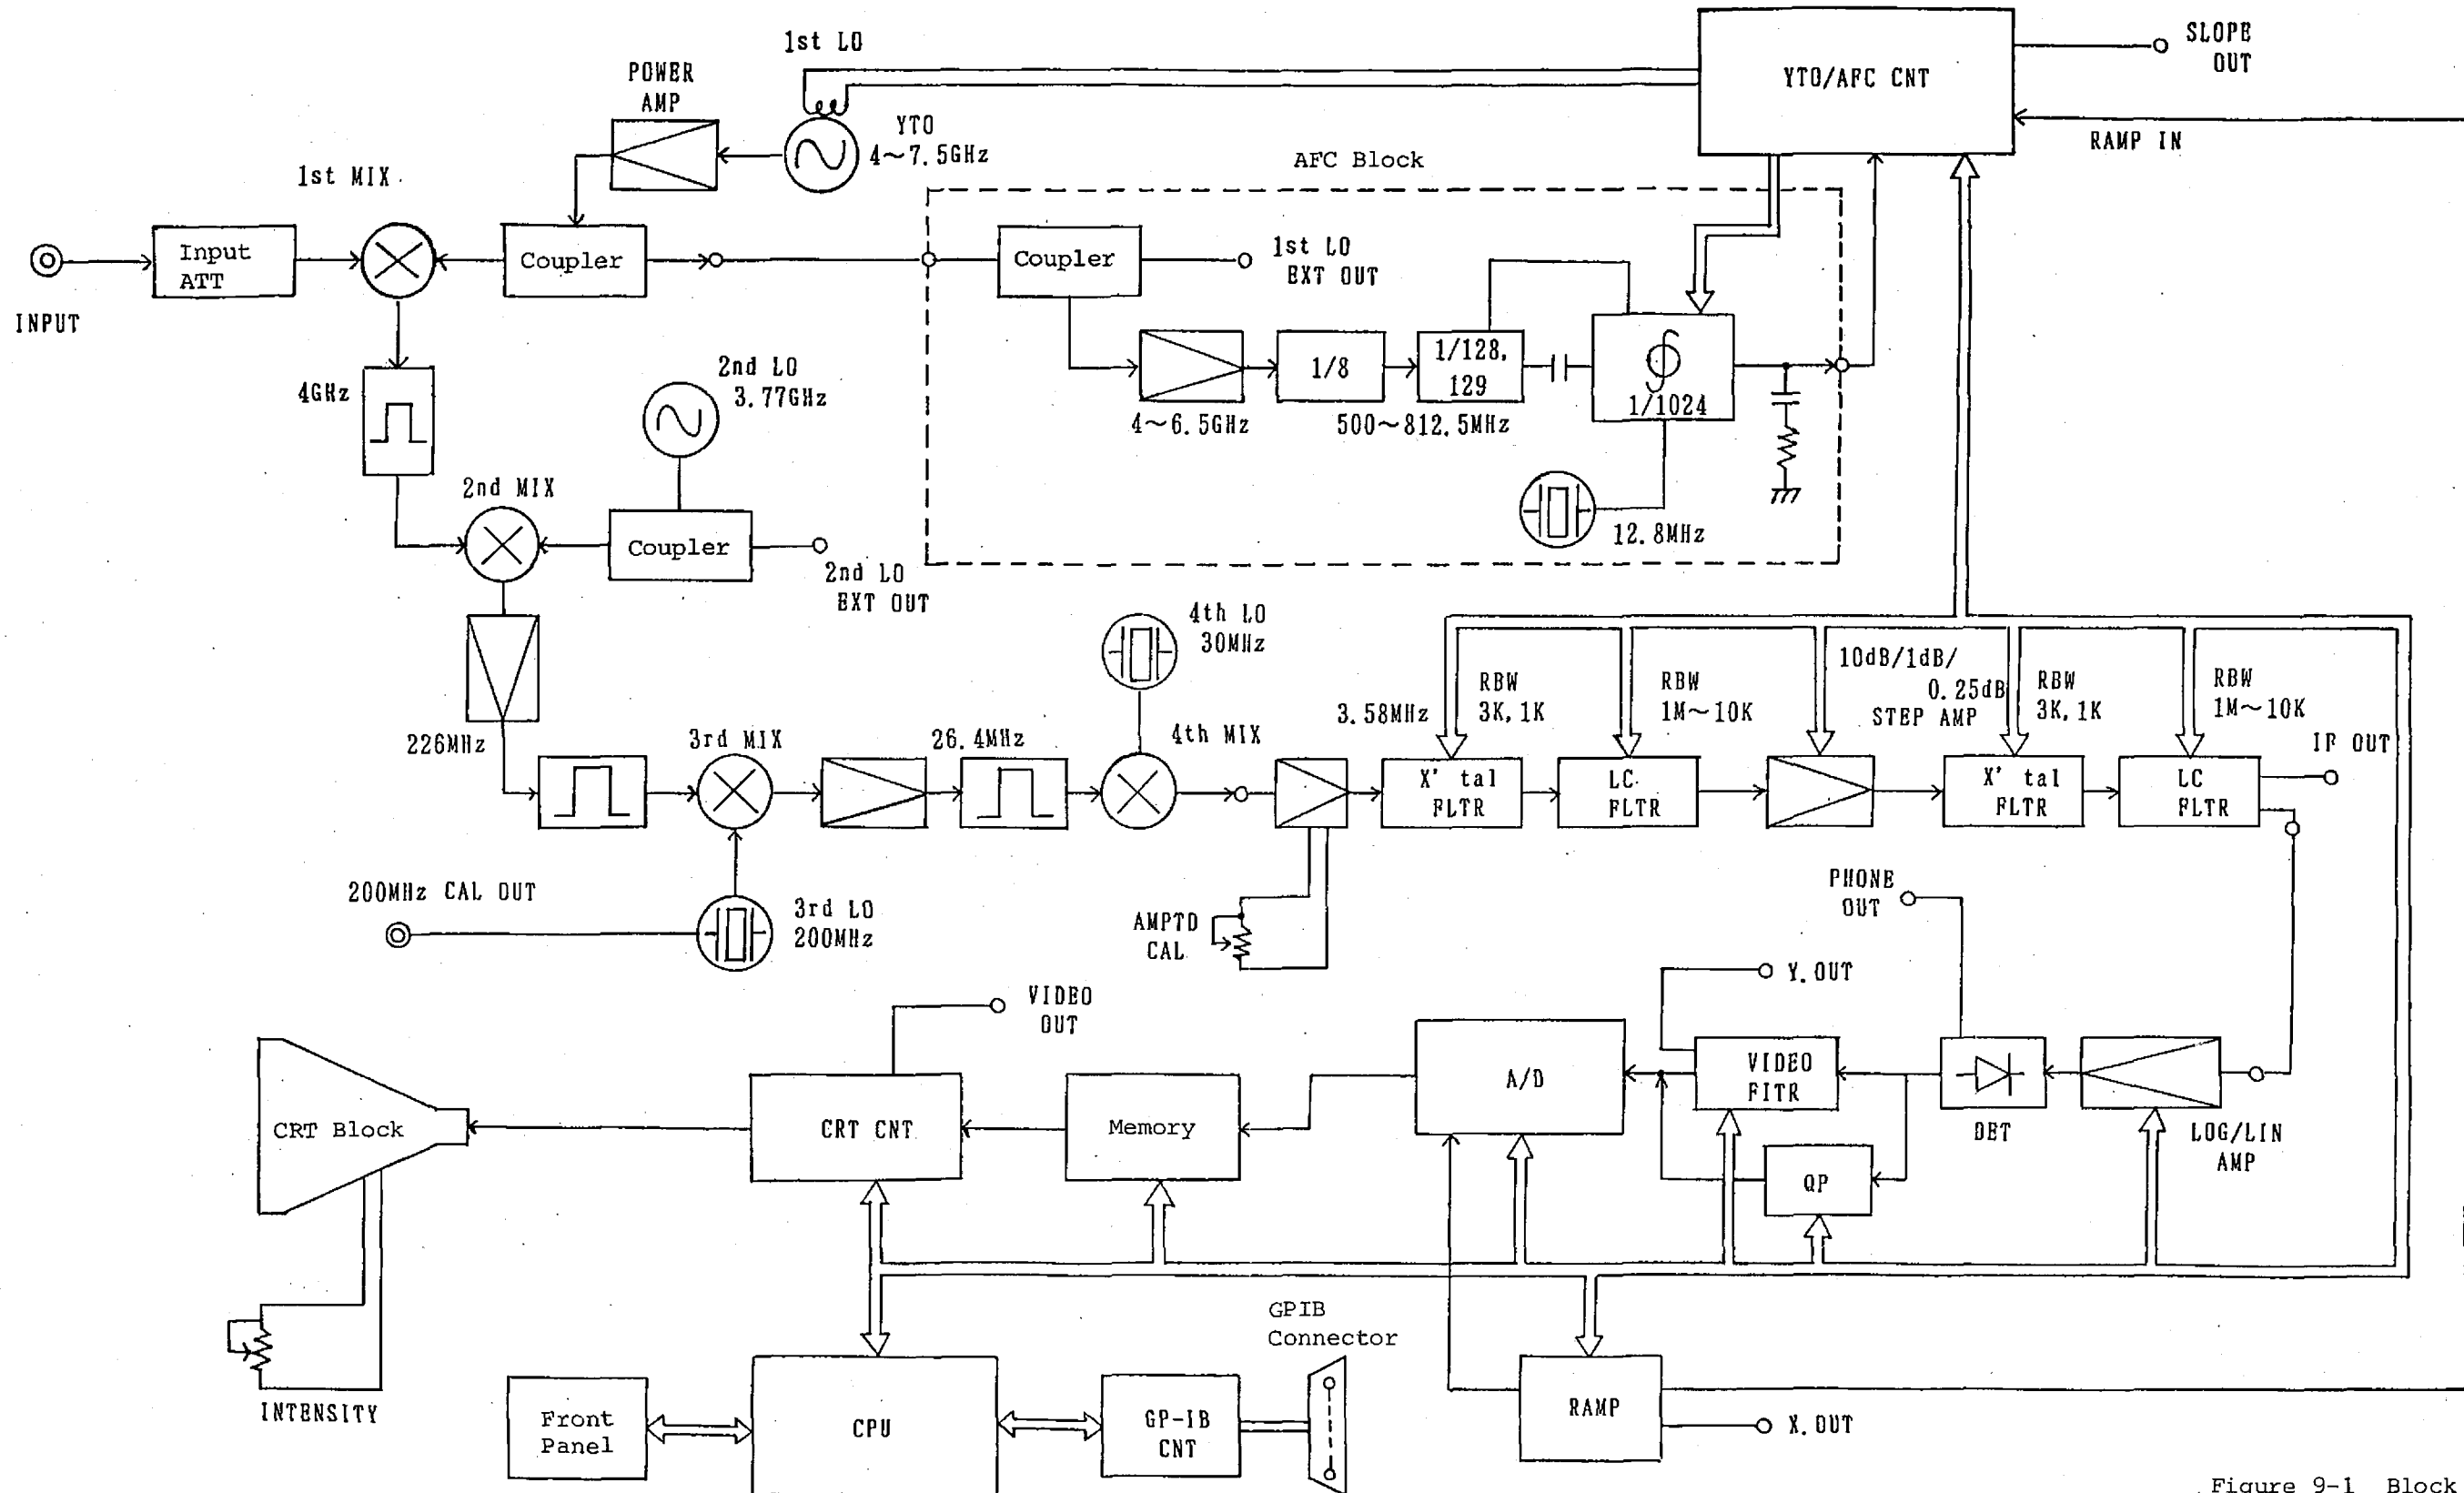 1st LO
SLOPE
OUT
POWER
AMP
YTO/AFC CNT
YTO
4~7.5GHz
RAMP IN
AFC Block
1st MIX
Input
ATT
Coupler
Coupler
1st LO
EXT OUT
INPUT
1/8
1/128,
129
1/1024
4~6.5GHz
500~812.5MHz
12.8MHz
4GHz
2nd LO
3.77GHz
2nd MIX
Coupler
2nd LO
EXT OUT
4th LO
30MHz
10dB/1dB/
0.25dB
STEP AMP
RBW
3K,1K
RBW
1M~10K
RBW
3K,1K
RBW
1M~10K
3.58MHz
226MHz
3rd MIX
26.4MHz
4th MIX
IF OUT
X'tal
FLTR
LC
FLTR
X'tal
FLTR
LC
FLTR
200MHz CAL OUT
3rd LO
200MHz
AMPTD
CAL
PHONE
OUT
Y.OUT
VIDEO
OUT
CRT Block
CRT CNT
Memory
A/D
VIDEO
FITR
DET
LOG/LIN
AMP
QP
INTENSITY
GPIB
Connector
Front
Panel
CPU
GP-IB
CNT
RAMP
X.OUT
Figure 9-1 Block